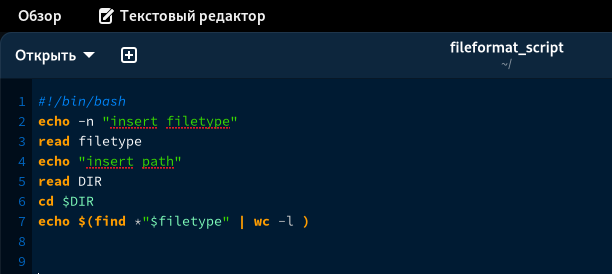 Обзор Текстовый редактор
Открыть fileformat_script
~/
1 #!/bin/bash
2 echo -n "insert filetype"
3 read filetype
4 echo "insert path"
5 read DIR
6 cd $DIR
7 echo $(find *"$filetype" | wc -l )
8
9